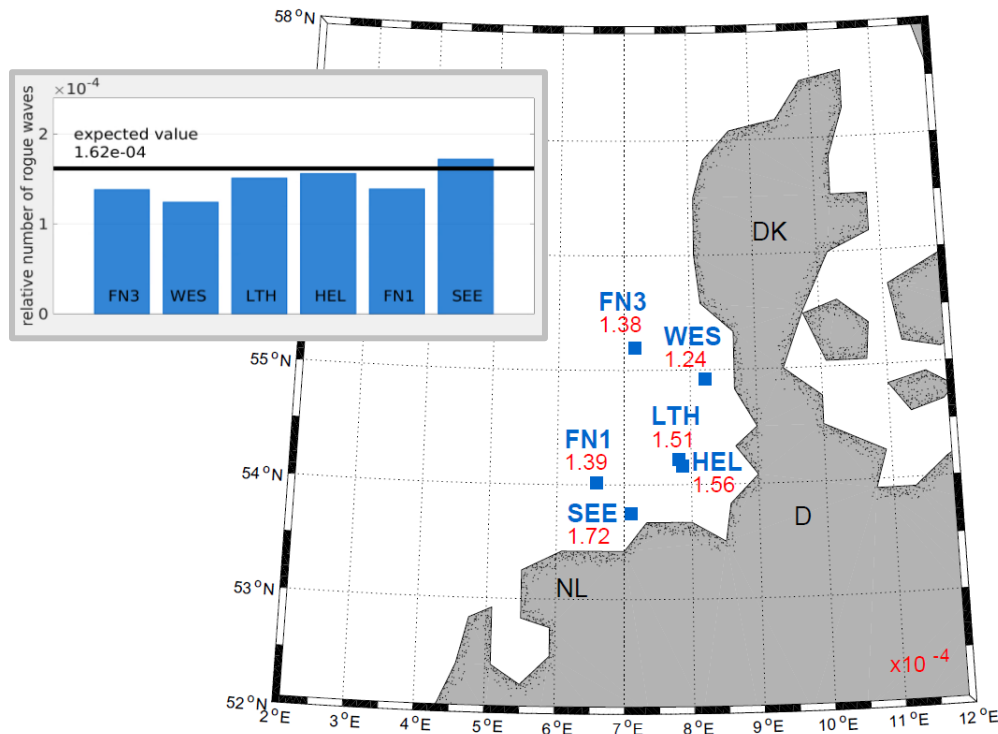 ×10⁻⁴
relative number of rogue waves
2
1
0
expected value
1.62e-04
FN3 WES LTH HEL FN1 SEE
58°N
55°N
54°N
53°N
52°N
DK
FN3
1.38
WES
1.24
LTH
1.51
FN1
1.39
HEL
1.56
SEE
1.72
D
NL
x10 -4
2°E 3°E 4°E 5°E 6°E 7°E 8°E 9°E 10°E 11°E 12°E